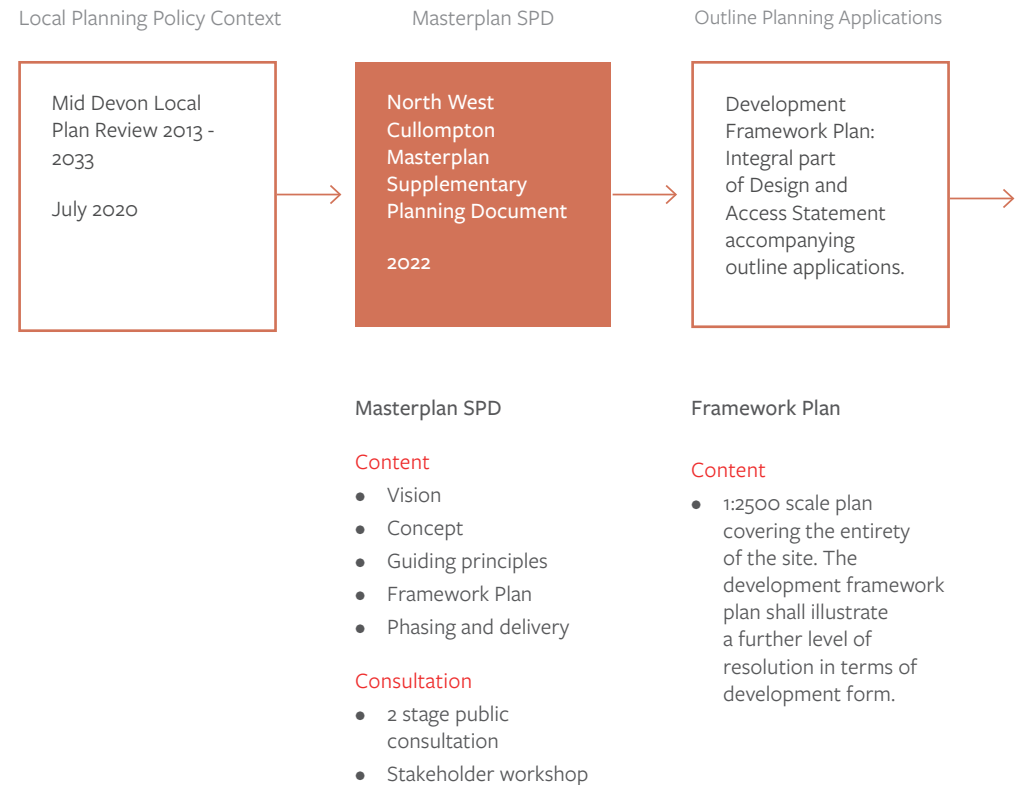 Local Planning Policy Context
Masterplan SPD
Outline Planning Applications
Mid Devon Local
Plan Review 2013 -
2033
July 2020
North West
Cullompton
Masterplan
Supplementary
Planning Document
2022
Development
Framework Plan:
Integral part
of Design and
Access Statement
accompanying
outline applications.
Masterplan SPD
Content
● Vision
● Concept
● Guiding principles
● Framework Plan
● Phasing and delivery
Consultation
● 2 stage public
consultation
● Stakeholder workshop
Framework Plan
Content
● 1:2500 scale plan
covering the entirety
of the site. The
development framework
plan shall illustrate
a further level of
resolution in terms of
development form.